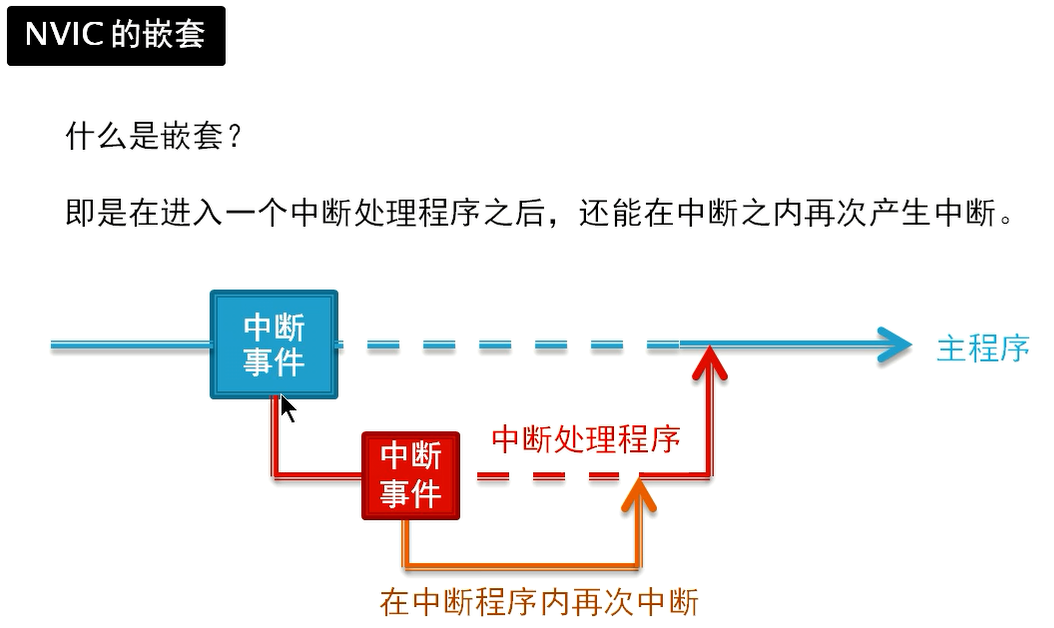 NVIC 的嵌套
什么是嵌套？
即是在进入一个中断处理程序之后，还能在中断之内再次产生中断。
中断
事件
主程序
中断处理程序
中断
事件
在中断程序内再次中断